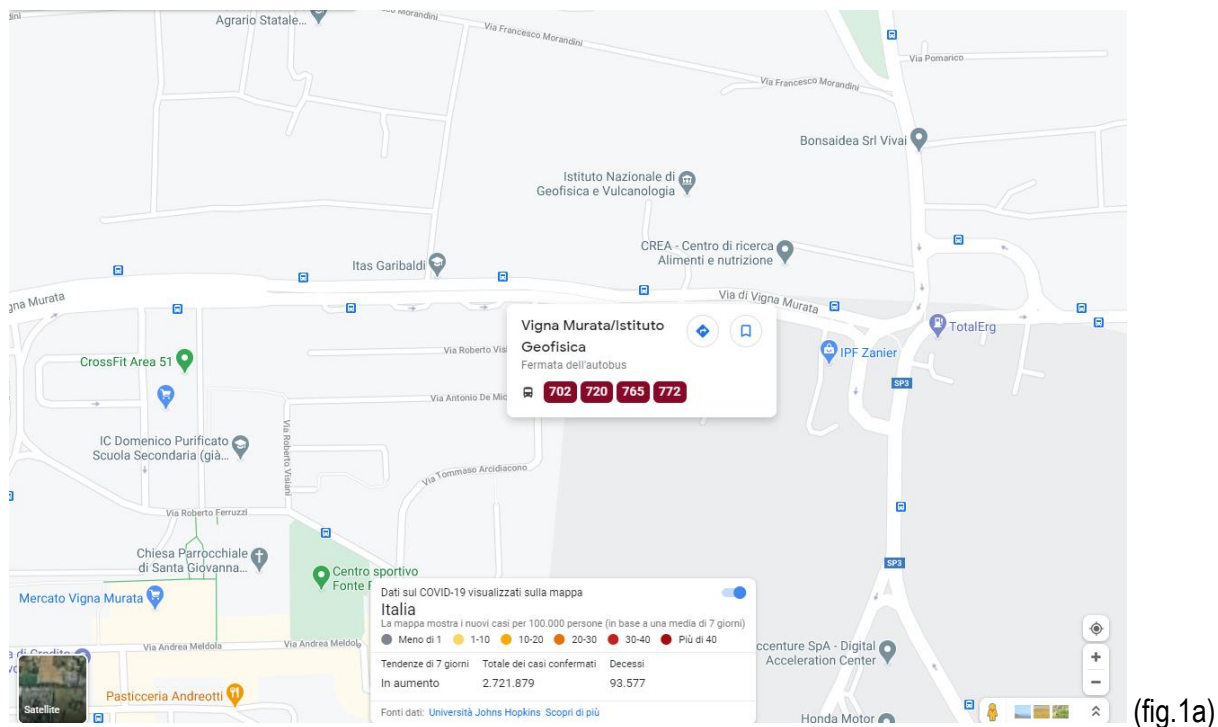 Agrario Statale...
Via Francesco Morandini
Via Pomarico
Via Francesco Morandini
Bonsaidea Srl Vivai
Istituto Nazionale di
Geofisica e Vulcanologia
CREA - Centro di ricerca
Alimenti e nutrizione
Itas Garibaldi
Murata
Via di Vigna Murata
Vigna Murata/Istituto
Geofisica
Fermata dell'autobus
702 720 765 772
TotalErg
IPF Zanier
SP3
CrossFit Area 51
Via Roberto
Via Antonio De
IC Domenico Purificato
Scuola Secondaria (già...
Via Roberto Visiani
Via Tommaso Arcidiacono
Via Roberto Ferruzzi
Chiesa Parrocchiale
di Santa Giovanna...
Centro sportivo
Fonte
SP3
Mercato Vigna Murata
Dati sul COVID-19 visualizzati sulla mappa
Italia
La mappa mostra i nuovi casi per 100.000 persone (in base a una media di 7 giorni)
Meno di 1 1-10 10-20 20-30 30-40 Più di 40
Tendenze di 7 giorni Totale dei casi confermati Decessi
In aumento 2.721.879 93.577
Fonti dati: Università Johns Hopkins Scopri di più
Via Andrea Meldola
Via Andrea Meldola
ccenture SpA - Digital
Acceleration Center
Pasticceria Andreotti
Satellite
Honda Motor
(fig.1a)